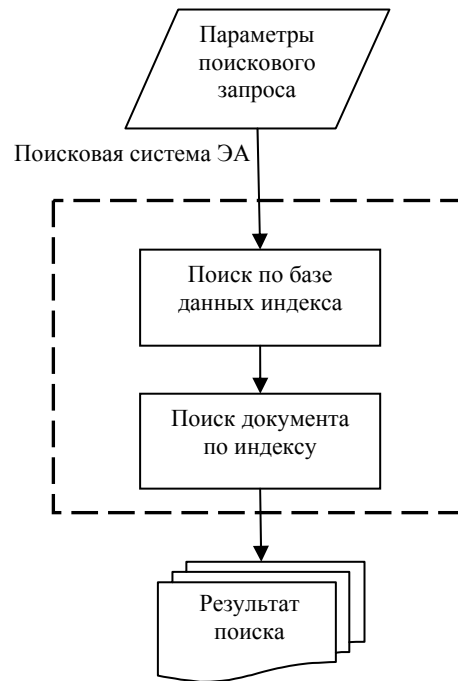 Параметры
поискового
запроса
Поисковая система ЭА
Поиск по базе
данных индекса
Поиск документа
по индексу
Результат
поиска